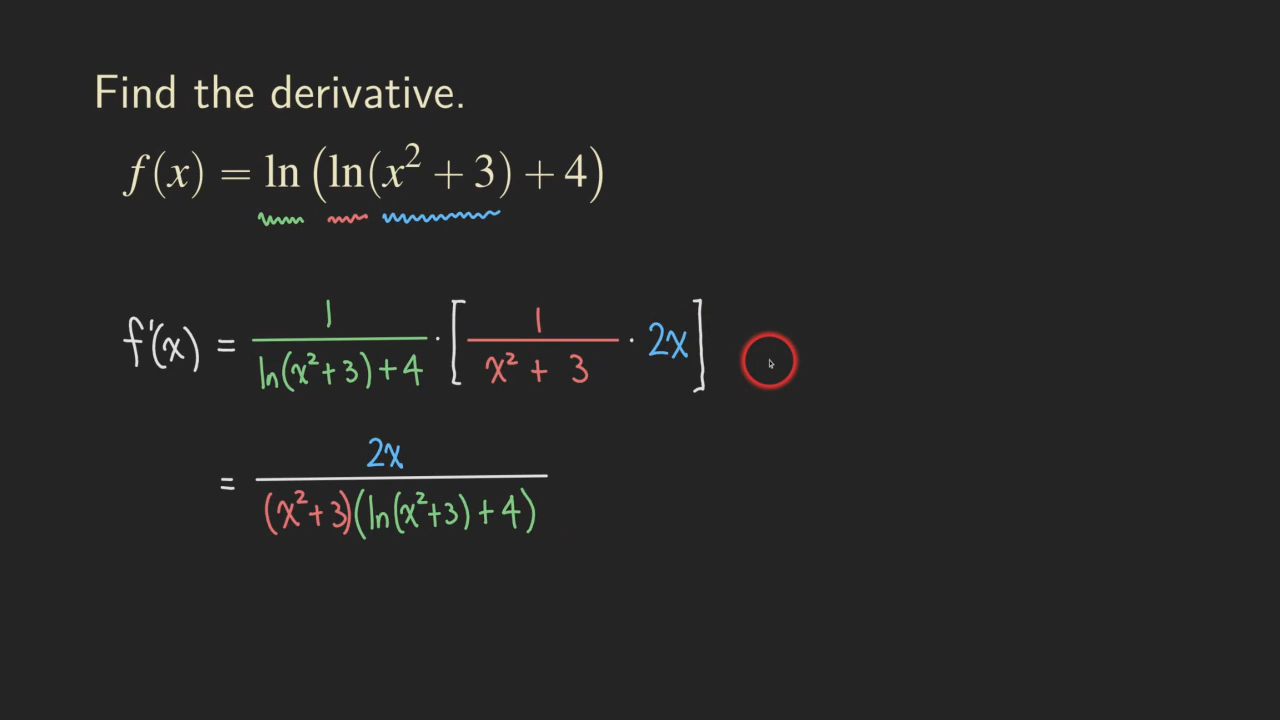 Find the derivative.
f(x) = ln (ln(x² + 3) + 4)
f'(x) = 1/(ln(x²+3)+4) · [1/(x² + 3) · 2x]
= 2x/((x²+3)(ln(x²+3)+4))